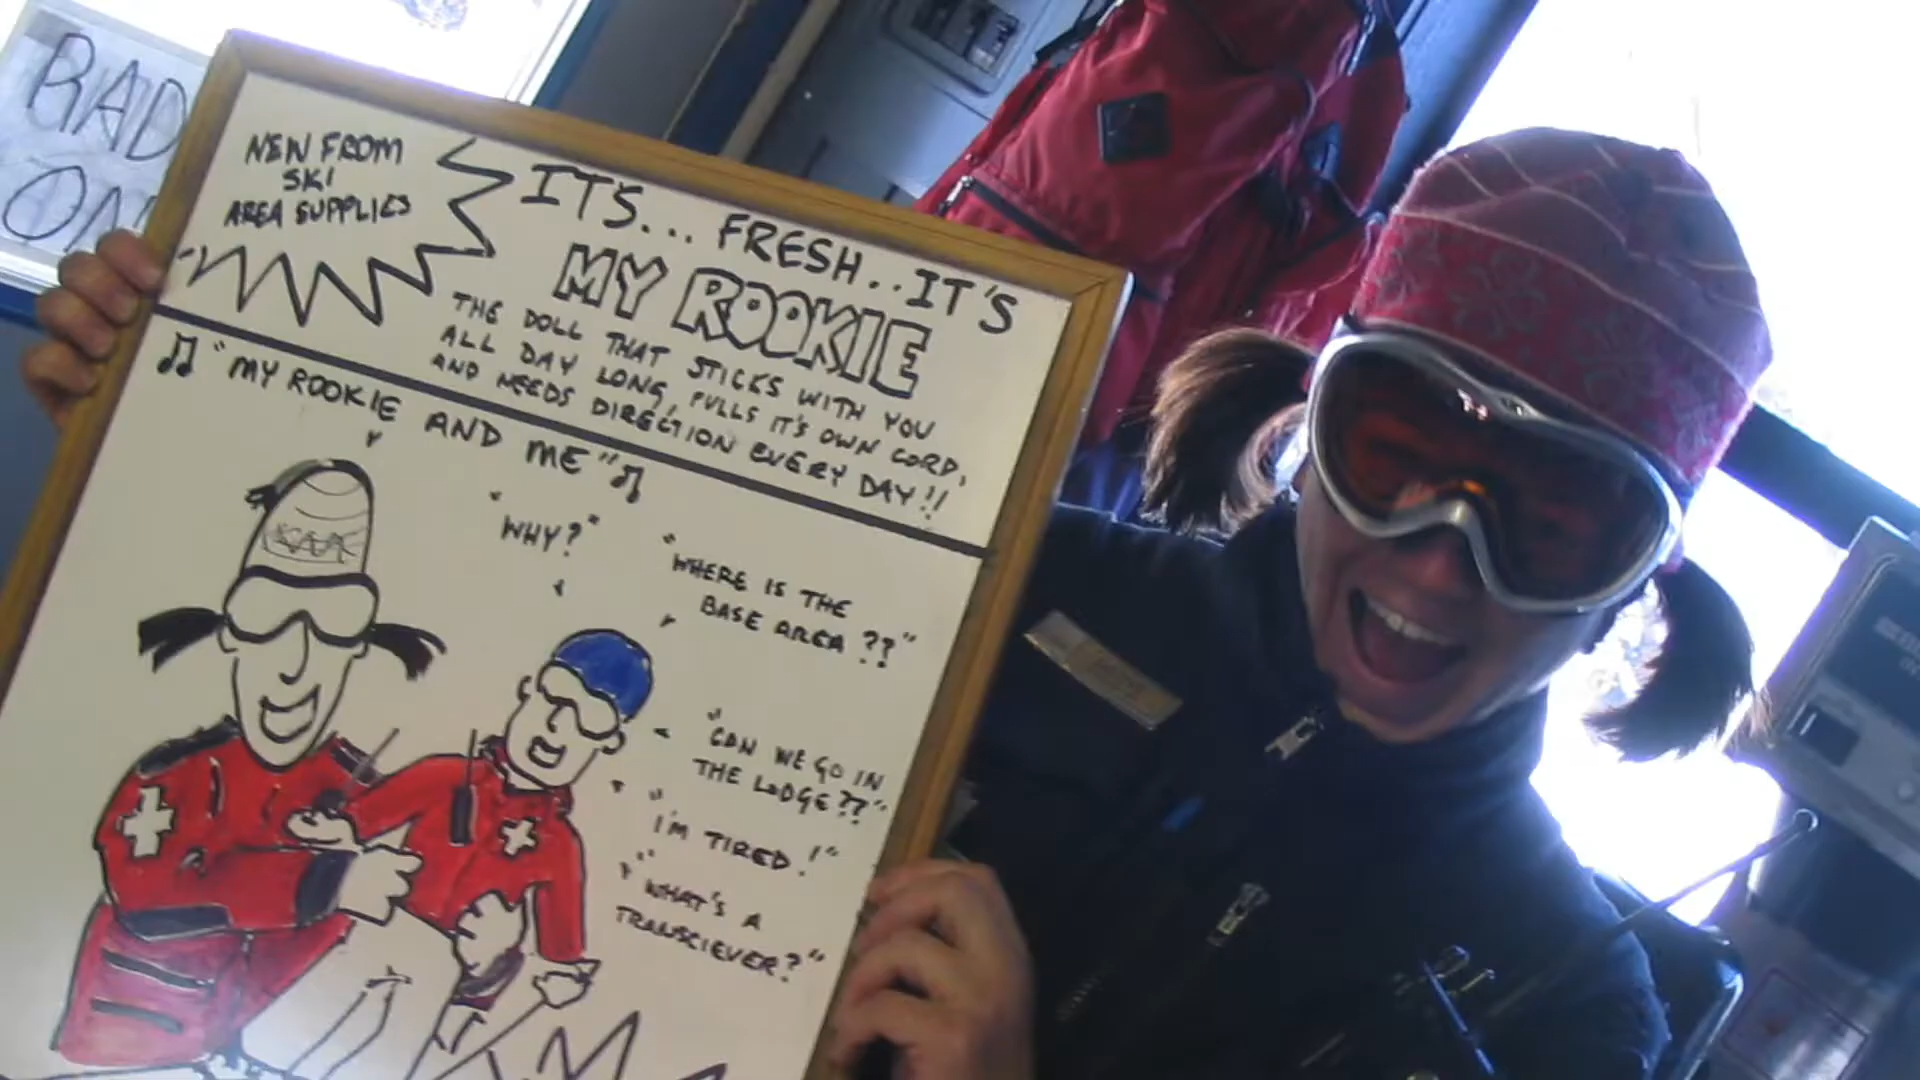 RAD
ON
NEW FROM
SKI
AREA SUPPLIES
IT'S... FRESH.. IT'S
MY ROOKIE
THE DOLL THAT STICKS WITH YOU
ALL DAY LONG, PULLS IT'S OWN CORD,
AND NEEDS DIRECTION EVERY DAY!!
"MY ROOKIE AND ME"
"WHY?"
"WHERE IS THE
BASE AREA ??"
"CAN WE GO IN
THE LODGE??"
"I'M TIRED!"
"WHAT'S A
TRANSCIEVER?"